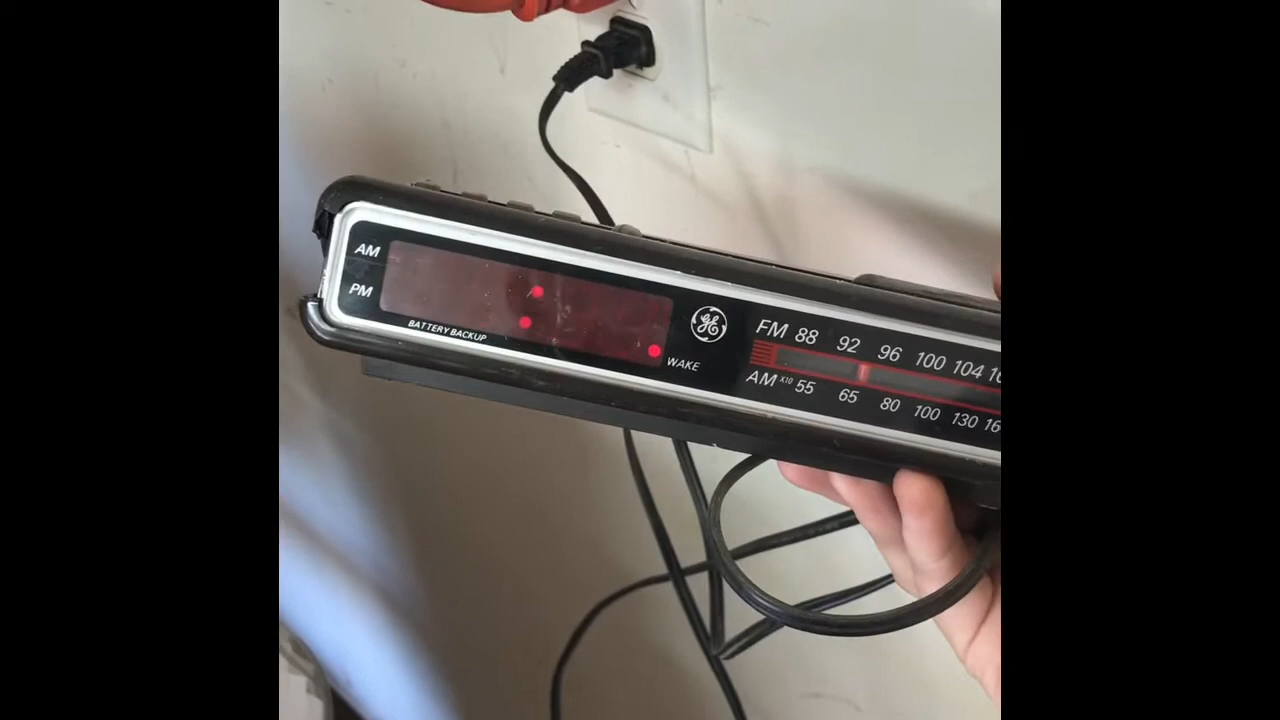 AM
PM
BATTERY BACKUP
WAKE
GE
FM 88 92 96 100 104
AM X10 55 65 80 100 130